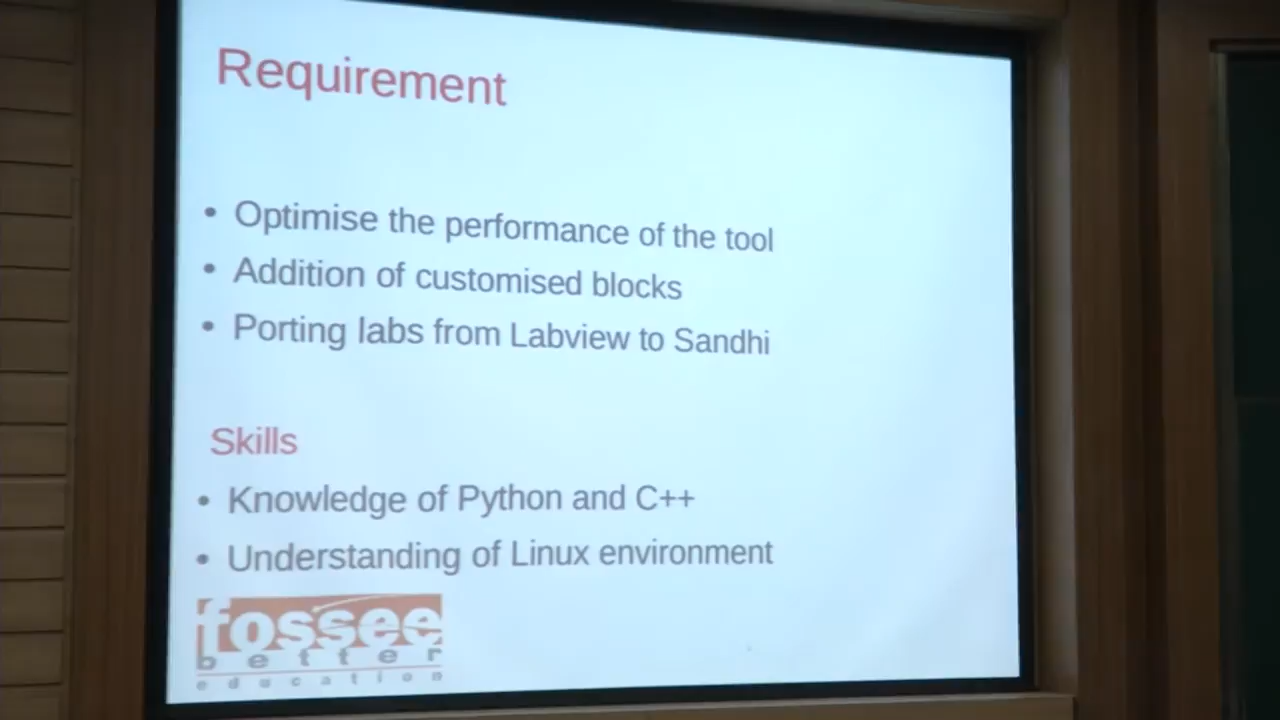 Requirement
• Optimise the performance of the tool
• Addition of customised blocks
• Porting labs from Labview to Sandhi
Skills
• Knowledge of Python and C++
• Understanding of Linux environment
fossee
better
education